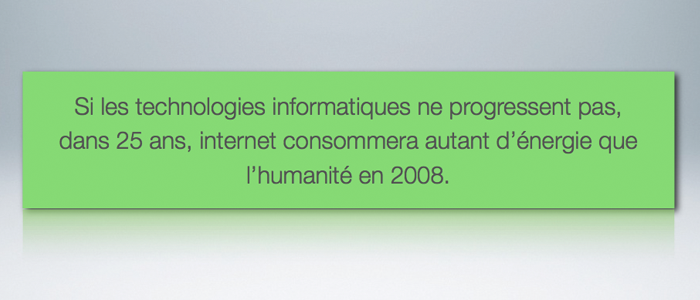 Si les technologies informatiques ne progressent pas,
dans 25 ans, internet consommera autant d’énergie que
l’humanité en 2008.